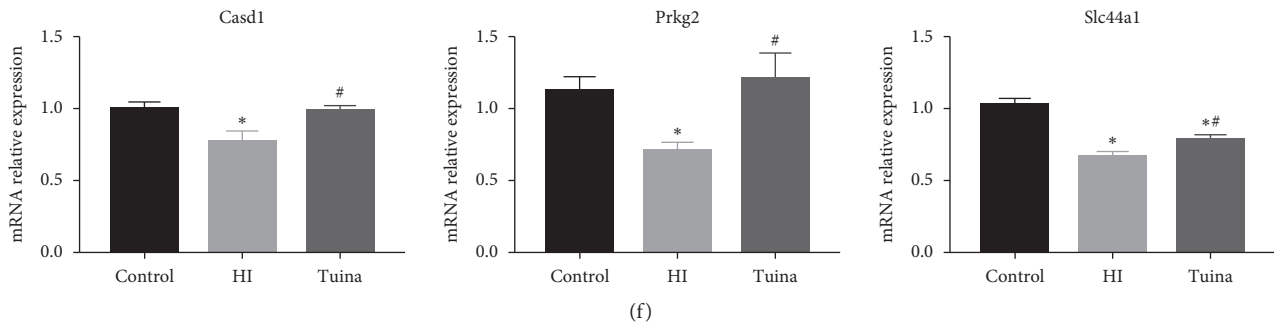 Casd1
mRNA relative expression
1.5
1.0
0.5
0.0
*
#
Control HI Tuina
Prkg2
mRNA relative expression
1.5
1.0
0.5
0.0
*
#
Control HI Tuina
Slc44a1
mRNA relative expression
1.5
1.0
0.5
0.0
*
*#
Control HI Tuina
(f)